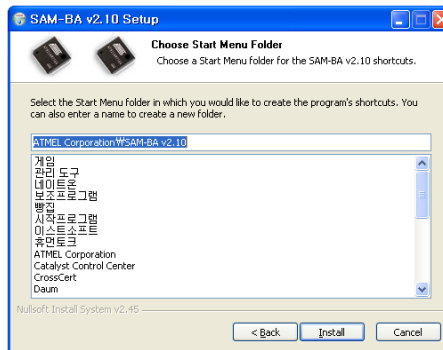 SAM-BA v2.10 Setup
Choose Start Menu Folder
Choose a Start Menu folder for the SAM-BA v2.10 shortcuts.
Select the Start Menu folder in which you would like to create the program's shortcuts. You
can also enter a name to create a new folder.
ATMEL Corporation₩SAM-BA v2.10
게임
관리 도구
네이트온
보조프로그램
빵집
시작프로그램
이스트소프트
휴먼토크
ATMEL Corporation
Catalyst Control Center
CrossCert
Daum
Nullsoft Install System v2.45
< Back
Install
Cancel